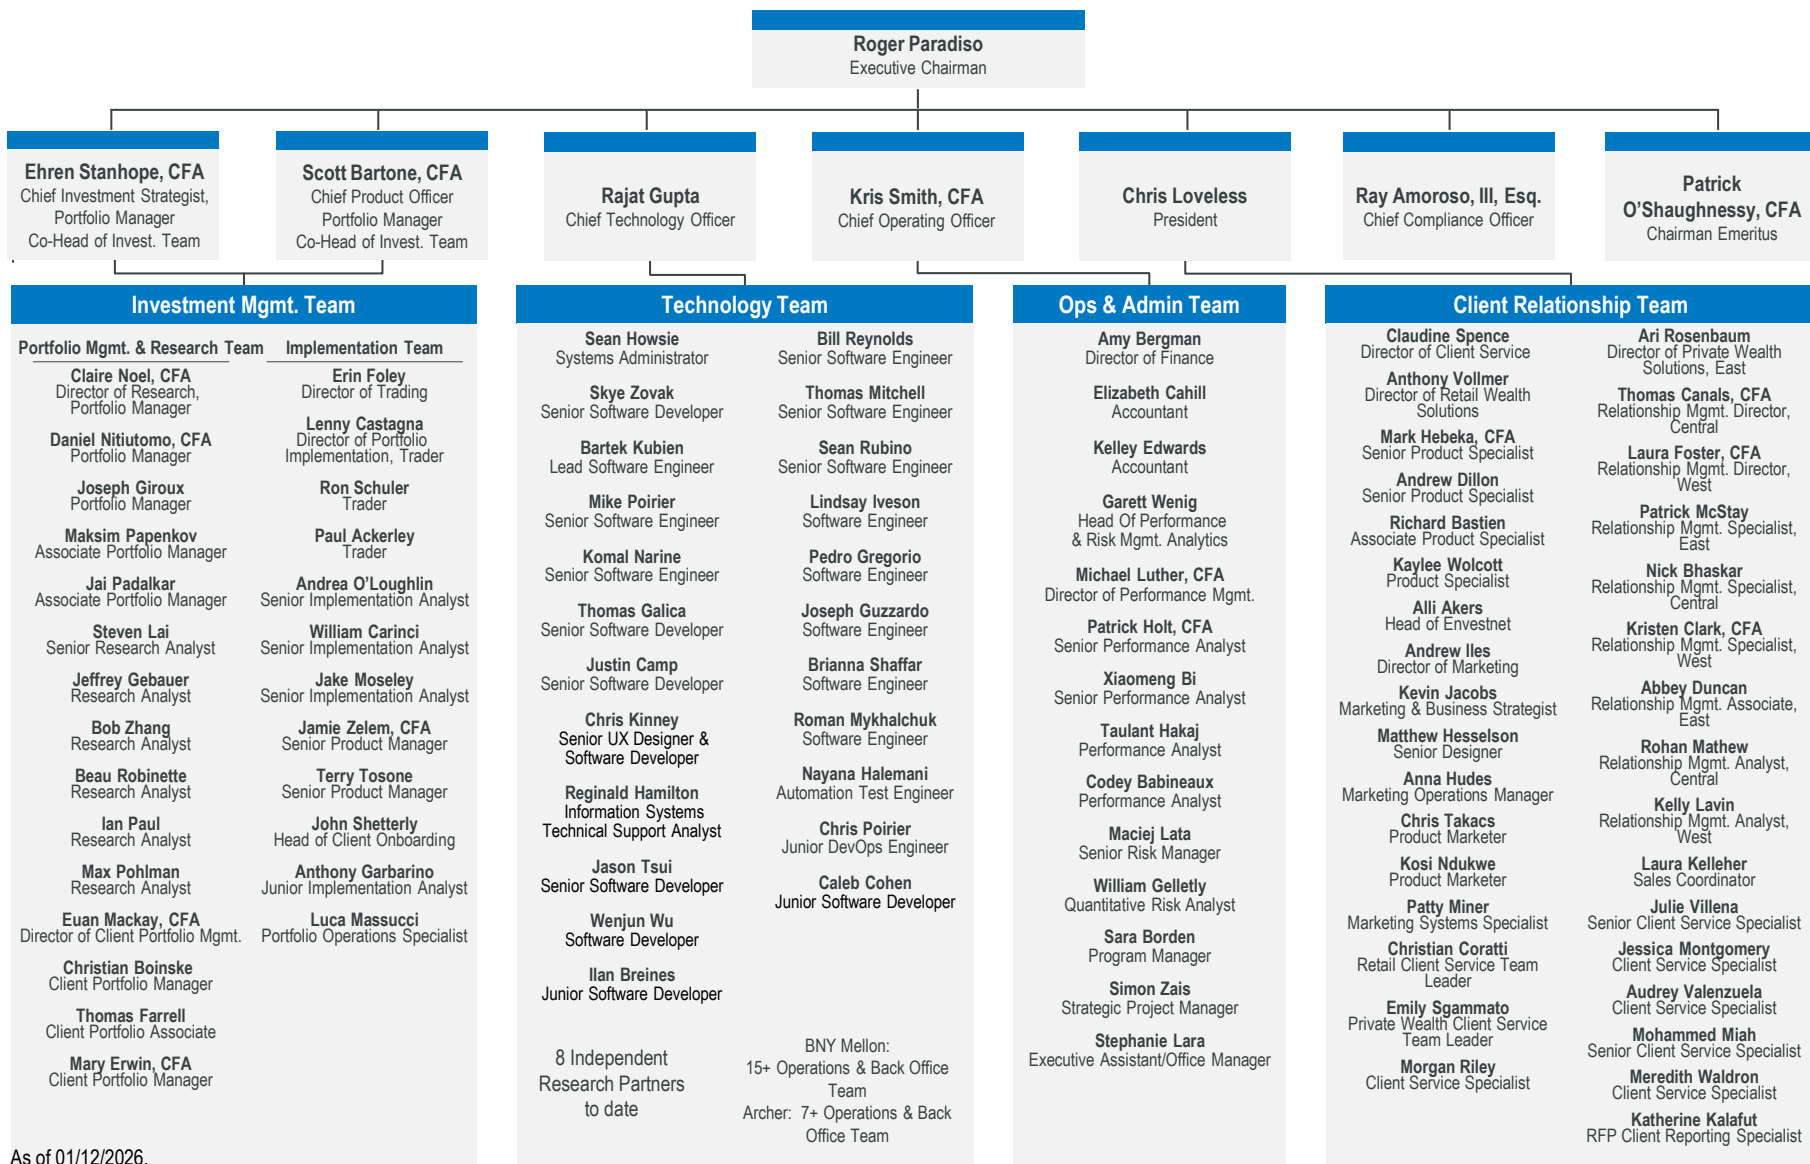 Roger Paradiso
Executive Chairman
Ehren Stanhope, CFA
Chief Investment Strategist,
Portfolio Manager
Co-Head of Invest. Team
Scott Bartone, CFA
Chief Product Officer
Portfolio Manager
Co-Head of Invest. Team
Rajat Gupta
Chief Technology Officer
Kris Smith, CFA
Chief Operating Officer
Chris Loveless
President
Ray Amoroso, III, Esq.
Chief Compliance Officer
Patrick
O’Shaughnessy, CFA
Chairman Emeritus
Investment Mgmt. Team
Portfolio Mgmt. & Research Team
Claire Noel, CFA
Director of Research,
Portfolio Manager
Daniel Nitiutomo, CFA
Portfolio Manager
Joseph Giroux
Portfolio Manager
Maksim Papenkov
Associate Portfolio Manager
Jai Padalkar
Associate Portfolio Manager
Steven Lai
Senior Research Analyst
Jeffrey Gebauer
Research Analyst
Bob Zhang
Research Analyst
Beau Robinette
Research Analyst
Ian Paul
Research Analyst
Max Pohlman
Research Analyst
Euan Mackay, CFA
Director of Client Portfolio Mgmt.
Christian Boinske
Client Portfolio Manager
Thomas Farrell
Client Portfolio Associate
Mary Erwin, CFA
Client Portfolio Manager
Implementation Team
Erin Foley
Director of Trading
Lenny Castagna
Director of Portfolio
Implementation, Trader
Ron Schuler
Trader
Paul Ackerley
Trader
Andrea O’Loughlin
Senior Implementation Analyst
William Carinci
Senior Implementation Analyst
Jake Moseley
Senior Implementation Analyst
Jamie Zelem, CFA
Senior Product Manager
Terry Tosone
Senior Product Manager
John Shetterly
Head of Client Onboarding
Anthony Garbarino
Junior Implementation Analyst
Luca Massucci
Portfolio Operations Specialist
Technology Team
Sean Howsie
Systems Administrator
Skye Zovak
Senior Software Developer
Bartek Kubien
Lead Software Engineer
Mike Poirier
Senior Software Engineer
Komal Narine
Senior Software Engineer
Thomas Galica
Senior Software Developer
Justin Camp
Senior Software Developer
Chris Kinney
Senior UX Designer &
Software Developer
Reginald Hamilton
Information Systems
Technical Support Analyst
Jason Tsui
Senior Software Developer
Wenjun Wu
Software Developer
Ilan Breines
Junior Software Developer
8 Independent
Research Partners
to date
Bill Reynolds
Senior Software Engineer
Thomas Mitchell
Senior Software Engineer
Sean Rubino
Senior Software Engineer
Lindsay Iveson
Software Engineer
Pedro Gregorio
Software Engineer
Joseph Guzzardo
Software Engineer
Brianna Shaffar
Software Engineer
Roman Mykhalchuk
Software Engineer
Nayana Halemani
Automation Test Engineer
Chris Poirier
Junior DevOps Engineer
Caleb Cohen
Junior Software Developer
BNY Mellon:
15+ Operations & Back Office
Team
Archer: 7+ Operations & Back
Office Team
Ops & Admin Team
Amy Bergman
Director of Finance
Elizabeth Cahill
Accountant
Kelley Edwards
Accountant
Garett Wenig
Head Of Performance
& Risk Mgmt. Analytics
Michael Luther, CFA
Director of Performance Mgmt.
Patrick Holt, CFA
Senior Performance Analyst
Xiaomeng Bi
Senior Performance Analyst
Taulant Hakaj
Performance Analyst
Codey Babineaux
Performance Analyst
Maciej Lata
Senior Risk Manager
William Gelletly
Quantitative Risk Analyst
Sara Borden
Program Manager
Simon Zais
Strategic Project Manager
Stephanie Lara
Executive Assistant/Office Manager
Client Relationship Team
Claudine Spence
Director of Client Service
Anthony Vollmer
Director of Retail Wealth
Solutions
Mark Hebeka, CFA
Senior Product Specialist
Andrew Dillon
Senior Product Specialist
Richard Bastien
Associate Product Specialist
Kaylee Wolcott
Product Specialist
Alli Akers
Head of Envestnet
Andrew Iles
Director of Marketing
Kevin Jacobs
Marketing & Business Strategist
Matthew Hesselson
Senior Designer
Anna Hudes
Marketing Operations Manager
Chris Takacs
Product Marketer
Kosi Ndukwe
Product Marketer
Patty Miner
Marketing Systems Specialist
Christian Coratti
Retail Client Service Team
Leader
Emily Sgammato
Private Wealth Client Service
Team Leader
Morgan Riley
Client Service Specialist
Ari Rosenbaum
Director of Private Wealth
Solutions, East
Thomas Canals, CFA
Relationship Mgmt. Director,
Central
Laura Foster, CFA
Relationship Mgmt. Director,
West
Patrick McStay
Relationship Mgmt. Specialist,
East
Nick Bhaskar
Relationship Mgmt. Specialist,
Central
Kristen Clark, CFA
Relationship Mgmt. Specialist,
West
Abbey Duncan
Relationship Mgmt. Associate,
East
Rohan Mathew
Relationship Mgmt. Analyst,
Central
Kelly Lavin
Relationship Mgmt. Analyst,
West
Laura Kelleher
Sales Coordinator
Julie Villena
Senior Client Service Specialist
Jessica Montgomery
Client Service Specialist
Audrey Valenzuela
Client Service Specialist
Mohammed Miah
Senior Client Service Specialist
Meredith Waldron
Client Service Specialist
Katherine Kalafut
RFP Client Reporting Specialist
As of 01/12/2026.